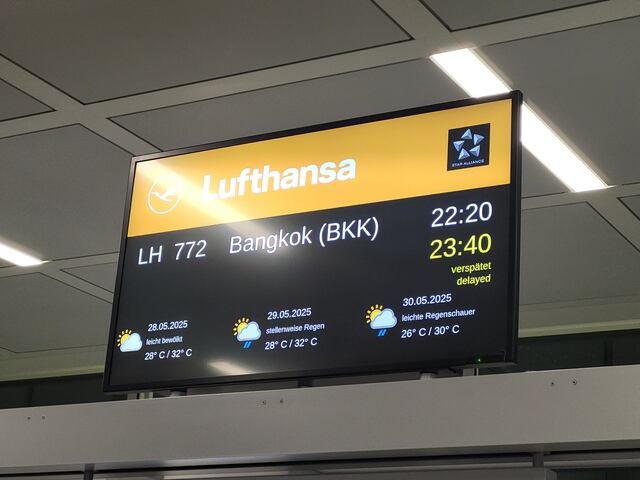 Lufthansa
STAR ALLIANCE
LH 772 Bangkok (BKK) 22:20
23:40
verspätet
delayed
28.05.2025
leicht bewölkt
28° C / 32° C
29.05.2025
stellenweise Regen
28° C / 32° C
30.05.2025
leichte Regenschauer
26° C / 30° C